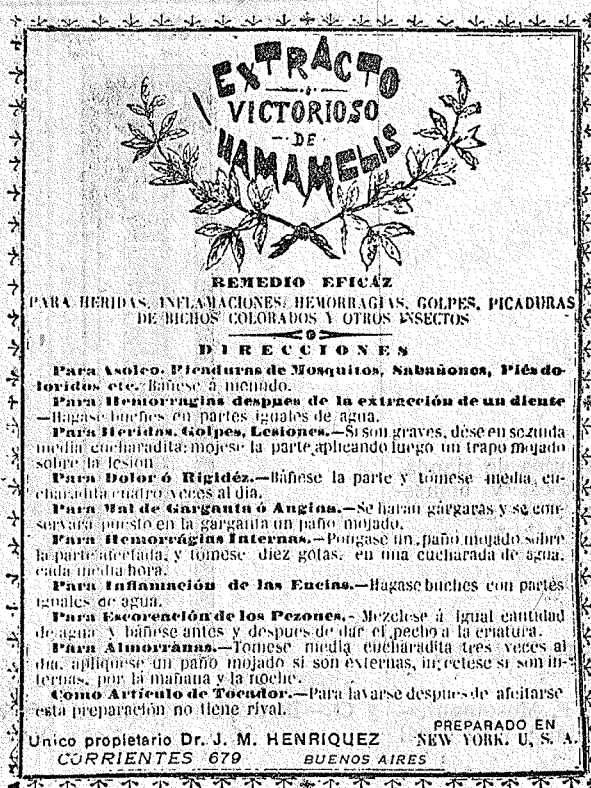 EXTRACTO
VICTORIOSO
DE
HAMAMELIS
REMEDIO EFICAZ
PARA HERIDAS, INFLAMACIONES, HEMORRAGIAS, GOLPES, PICADURAS
DE BICHOS COLORADOS Y OTROS INSECTOS
DIRECCIONES
Para Asoleo, Picaduras de Mosquitos, Sabañones, Piés do-
loridos etc. Báñese á menudo.
Para Hemorragias despues de la extracción de un diente
—Hagase buches en partes iguales de agua.
Para Heridas, Golpes, Lesiones.—Si son graves, dése en seguida
media cucharadita; mojese la parte, aplicando luego un trapo mojado
sobre la lesión
Para Dolor ó Rigidéz.—Báñese la parte y tómese media cu-
charadita cuatro veces al dia.
Para Mal de Garganta ó Angina.—Se harán gárgaras y se con-
servará puesto en la garganta un paño mojado.
Para Hemorrágias Internas.—Pongase un paño mojado sobre
la parte afectada, y tómese diez gotas, en una cucharada de agua,
cada media hora.
Para Inflamación de las Encias.—Hagase buches con partes
iguales de agua.
Para Escoreación de los Pezones.- Mezclese á igual cantidad
de agua y báñese antes y despues de dar el pecho a la criatura.
Para Almorranas.—Tomese media cucharadita tres veces al
dia, apliquese un paño mojado si son externas, inyectese si son in-
ternas, por la mañana y la noche.
Como Artículo de Tocador.—Para lavarse despues de afeitarse
esta preparación no tiene rival.
Unico propietario Dr. J. M. HENRIQUEZ
PREPARADO EN
NEW YORK. U, S. A.
CORRIENTES 679 BUENOS AIRES